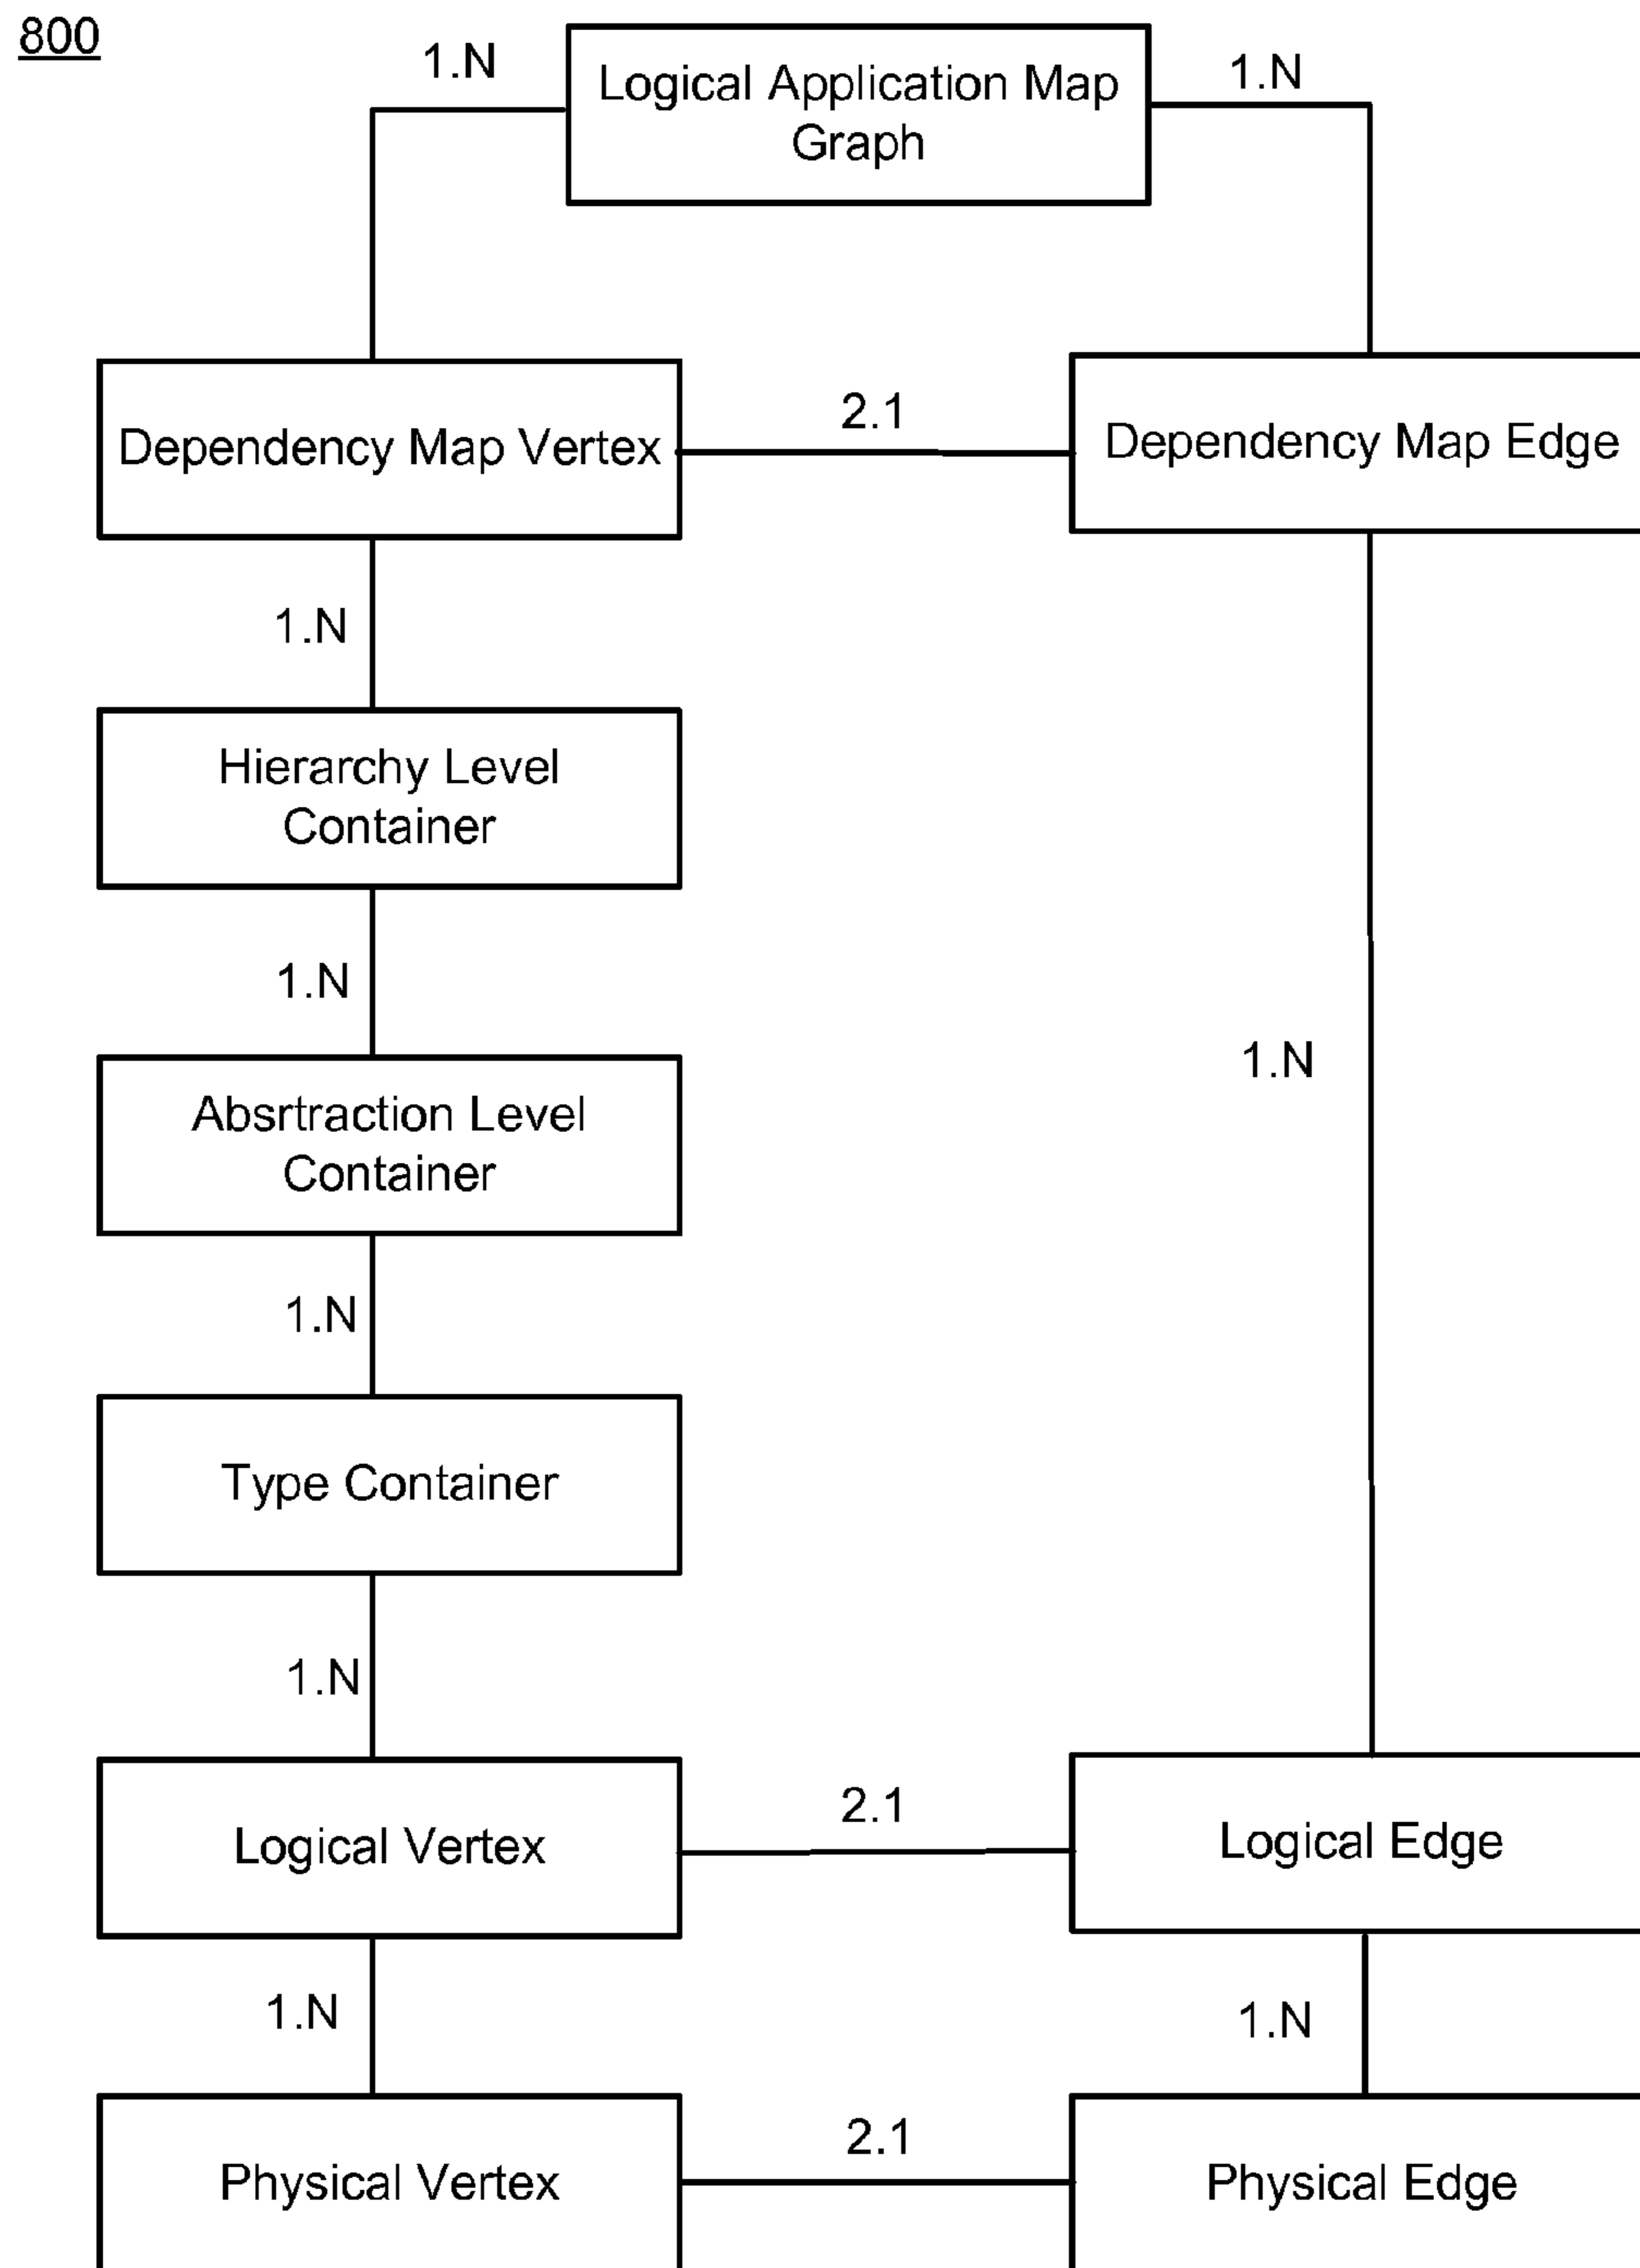 800
1.N
Logical Application Map
Graph
1.N
Dependency Map Vertex
2.1
Dependency Map Edge
1.N
Hierarchy Level
Container
1.N
1.N
Absrtraction Level
Container
1.N
Type Container
1.N
Logical Vertex
2.1
Logical Edge
1.N
1.N
Physical Vertex
2.1
Physical Edge